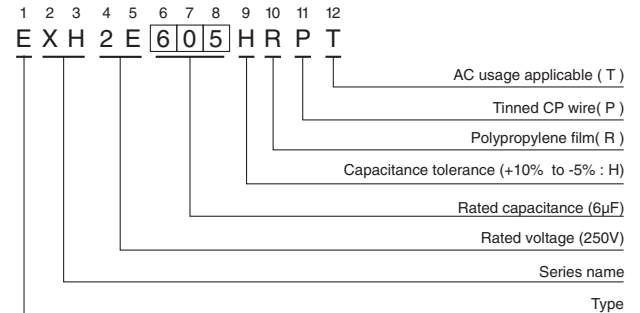 1 2 3 4 5 6 7 8 9 10 11 12
E X H 2 E 6 0 5 H R P T
AC usage applicable ( T )
Tinned CP wire( P )
Polypropylene film( R )
Capacitance tolerance (+10% to -5% : H)
Rated capacitance (6µF)
Rated voltage (250V)
Series name
Type